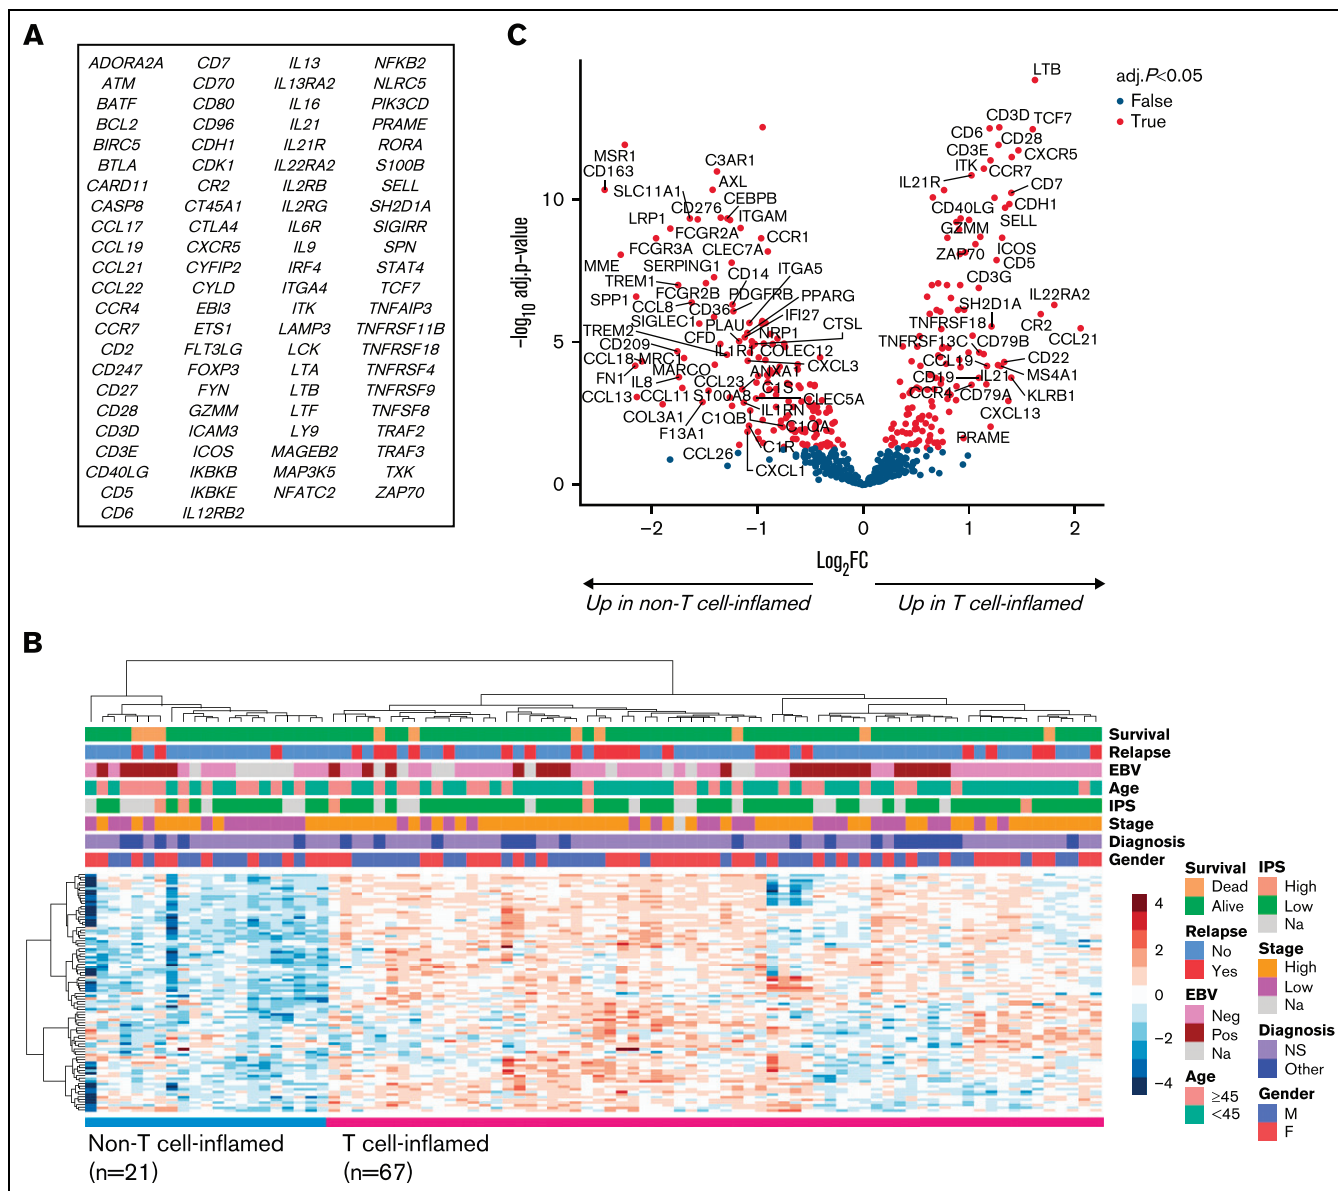 A
ADORA2A CD7 IL13 NFKB2
ATM CD70 IL13RA2 NLRC5
BATF CD80 IL16 PIK3CD
BCL2 CD96 IL21 PRAME
BIRC5 CDH1 IL21R RORA
BTLA CDK1 IL22RA2 S100B
CARD11 CR2 IL2RB SELL
CASP8 CT45A1 IL2RG SH2D1A
CCL17 CTLA4 IL6R SIGIRR
CCL19 CXCR5 IL9 SPN
CCL21 CYFIP2 IRF4 STAT4
CCL22 CYLD ITGA4 TCF7
CCR4 EBI3 ITK TNFAIP3
CCR7 ETS1 LAMP3 TNFRSF11B
CD2 FLT3LG LCK TNFRSF18
CD247 FOXP3 LTA TNFRSF4
CD27 FYN LTB TNFRSF9
CD28 GZMM LTF TNFSF8
CD3D ICAM3 LY9 TRAF2
CD3E ICOS MAGEB2 TRAF3
CD40LG IKBKB MAP3K5 TXK
CD5 IKBKE NFATC2 ZAP70
CD6 IL12RB2
C
−log10 adj.p−value
10
5
0
−2 −1 0 1 2
Log2FC
Up in non-T cell-inflamed
Up in T cell-inflamed
adj.P<0.05
False
True
LTB
CD3D TCF7
CD6 CD28
CD3E CXCR5
ITK CCR7
IL21R CD7
CDH1
CD40LG SELL
GZMM
ICOS
ZAP70 CD5
CD3G
IL22RA2
SH2D1A
TNFRSF18 CR2
TNFRSF13C CD79B CCL21
CCL19 CD22
CD19 IL21 MS4A1
CCR4 CD79A KLRB1
CXCL13
PRAME
MSR1
CD163 C3AR1
SLC11A1 AXL
CD276 CEBPB
LRP1 ITGAM
FCGR2A CCR1
FCGR3A CLEC7A
MME SERPING1 ITGA5
TREM1 CD14
SPP1 FCGR2B PDGFRB PPARG
CCL8 CD36 IFI27
SIGLEC1 PLAU NRP1 CTSL
TREM2 CFD
CD209 IL1R1 COLEC12
CCL18 MRC1 CXCL3
FN1 MARCO ANXA1
IL8 CCL23 C1S
CCL13 CCL11 S100A8 CLEC5A
COL3A1 C1QB IL1RN
F13A1 C1QA
CCL26 C1R
CXCL1
B
Survival
Relapse
EBV
Age
IPS
Stage
Diagnosis
Gender
Non-T cell-inflamed
(n=21)
T cell-inflamed
(n=67)
4
2
0
−2
−4
Survival
Dead
Alive
Relapse
No
Yes
EBV
Neg
Pos
Na
Age
≥45
<45
IPS
High
Low
Na
Stage
High
Low
Na
Diagnosis
NS
Other
Gender
M
F